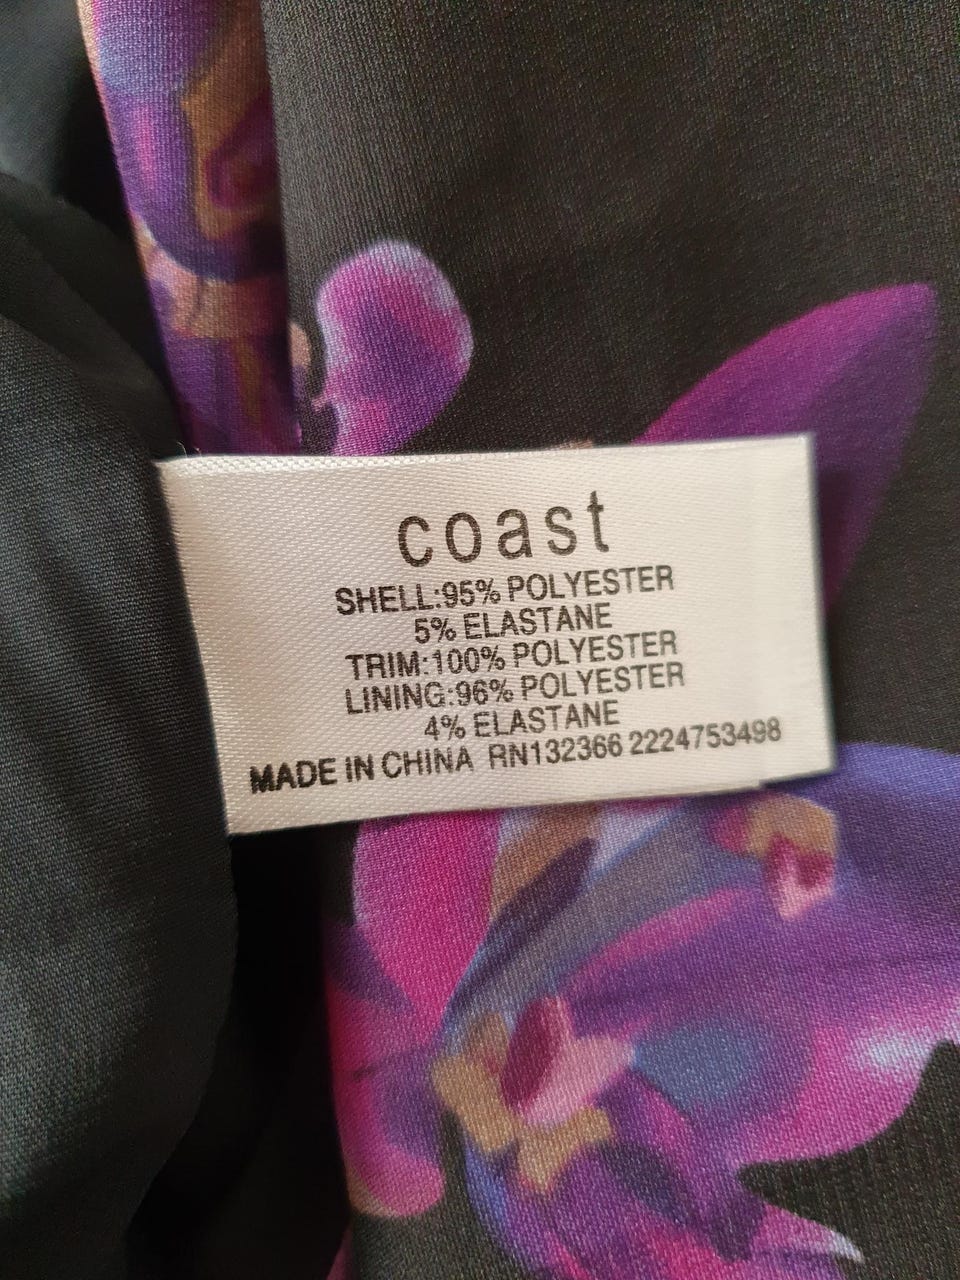 coast
SHELL:95% POLYESTER
5% ELASTANE
TRIM:100% POLYESTER
LINING:96% POLYESTER
4% ELASTANE
MADE IN CHINA RN132366 2224753498